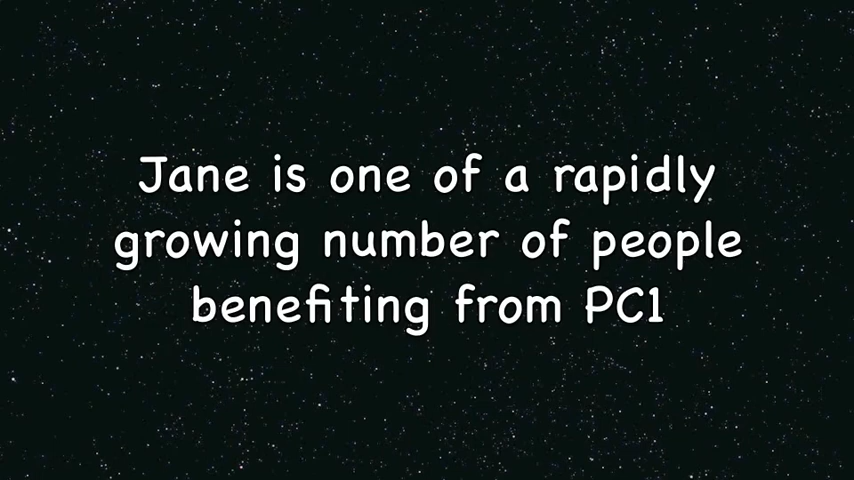 Jane is one of a rapidly
growing number of people
benefiting from PC1